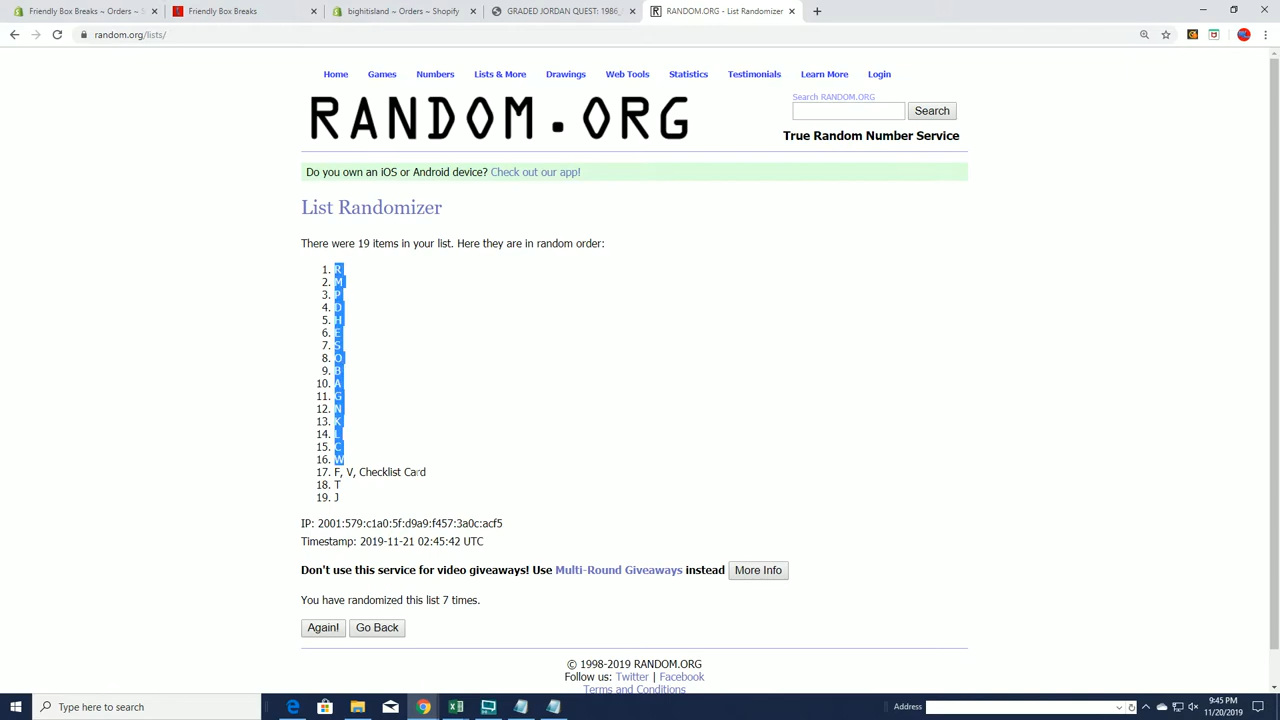 friendlyboxbreaks ~ Orders ~ S
Friendly Box Breaks
bighitisland ~ Orders ~ Shopify
GRADED JORDAN QUEST: 1986
RANDOM.ORG - List Randomizer
random.org/lists/
Home Games Numbers Lists & More Drawings Web Tools Statistics Testimonials Learn More Login
RANDOM.ORG
Search RANDOM.ORG
Search
True Random Number Service
Do you own an iOS or Android device? Check out our app!
List Randomizer
There were 19 items in your list. Here they are in random order:
1. R
2. M
3. P
4. D
5. H
6. E
7. S
8. O
9. B
10. A
11. G
12. N
13. K
14. L
15. C
16. W
17. F, V, Checklist Card
18. T
19. J
IP: 2001:579:c1a0:5f:d9a9:f457:3a0c:acf5
Timestamp: 2019-11-21 02:45:42 UTC
Don't use this service for video giveaways! Use Multi-Round Giveaways instead More Info
You have randomized this list 7 times.
Again! Go Back
© 1998-2019 RANDOM.ORG
Follow us: Twitter | Facebook
Terms and Conditions
Type here to search
Address
9:45 PM
11/20/2019